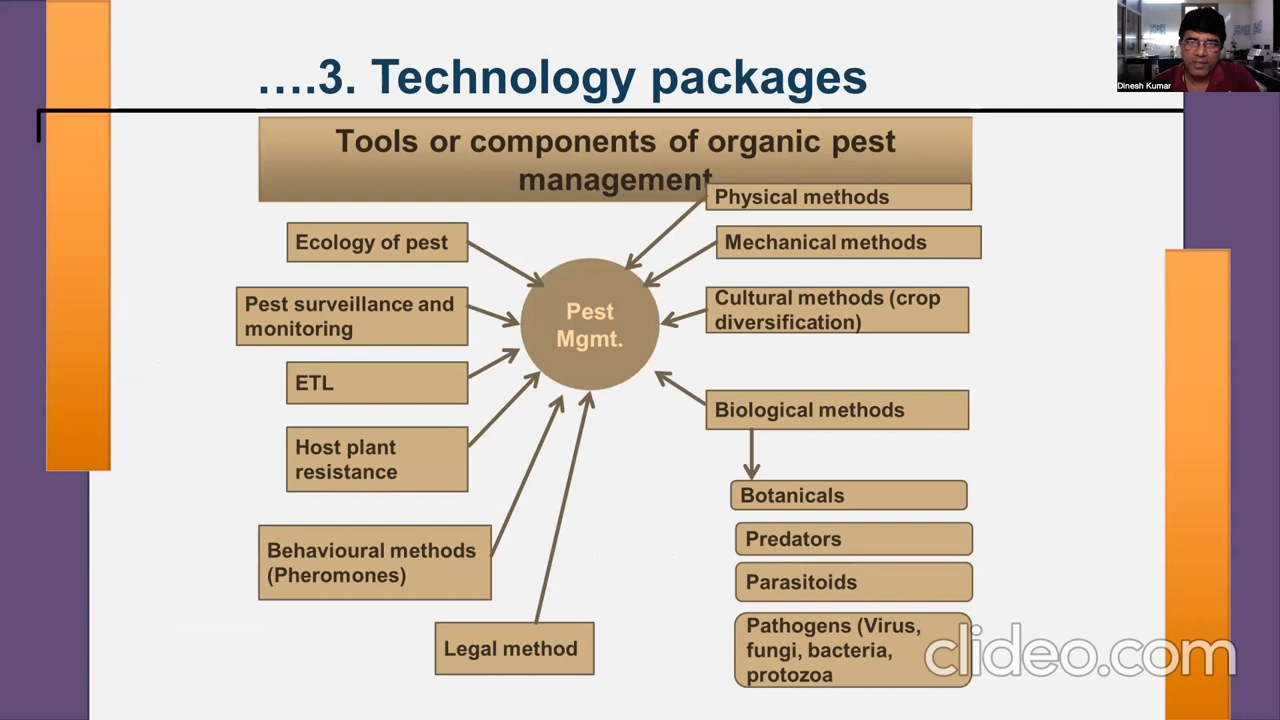 ….3. Technology packages
Dinesh Kumar
Tools or components of organic pest
management
Physical methods
Ecology of pest
Mechanical methods
Pest surveillance and
monitoring
Pest
Mgmt.
Cultural methods (crop
diversification)
ETL
Biological methods
Host plant
resistance
Botanicals
Predators
Behavioural methods
(Pheromones)
Parasitoids
Legal method
Pathogens (Virus,
fungi, bacteria,
protozoa
clideo.com